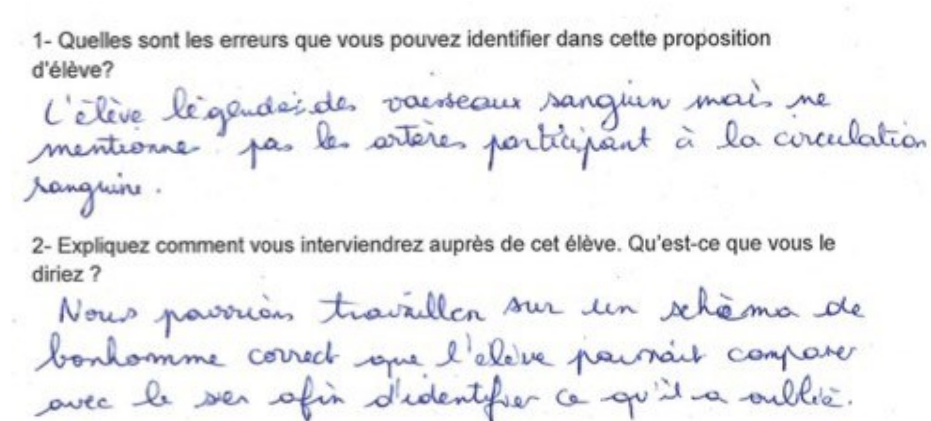 1- Quelles sont les erreurs que vous pouvez identifier dans cette proposition
d'élève?
L'élève légende des vaisseaux sanguin mais ne
mentionne pas les artères participant à la circulation
sanguine.
2- Expliquez comment vous interviendrez auprès de cet élève. Qu'est-ce que vous le
diriez ?
Nous pourrions travailler sur un schéma de
bonhomme correct que l'élève pourrait comparer
avec le sien afin d'identifier ce qu'il a oublié.